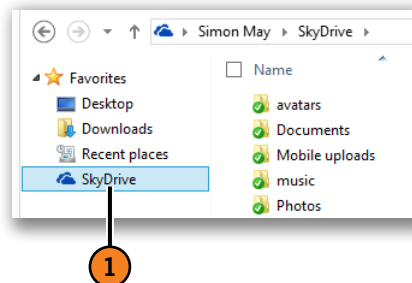 Simon May SkyDrive
Favorites
Desktop
Downloads
Recent places
SkyDrive
Name
avatars
Documents
Mobile uploads
music
Photos
1